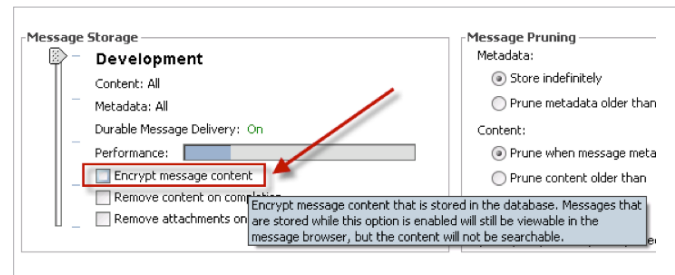 Message Storage
Development
Content: All
Metadata: All
Durable Message Delivery: On
Performance:
Encrypt message content
Remove content on completion
Remove attachments on
Encrypt message content that is stored in the database. Messages that
are stored while this option is enabled will still be viewable in the
message browser, but the content will not be searchable.
Message Pruning
Metadata:
Store indefinitely
Prune metadata older than
Content:
Prune when message meta
Prune content older than